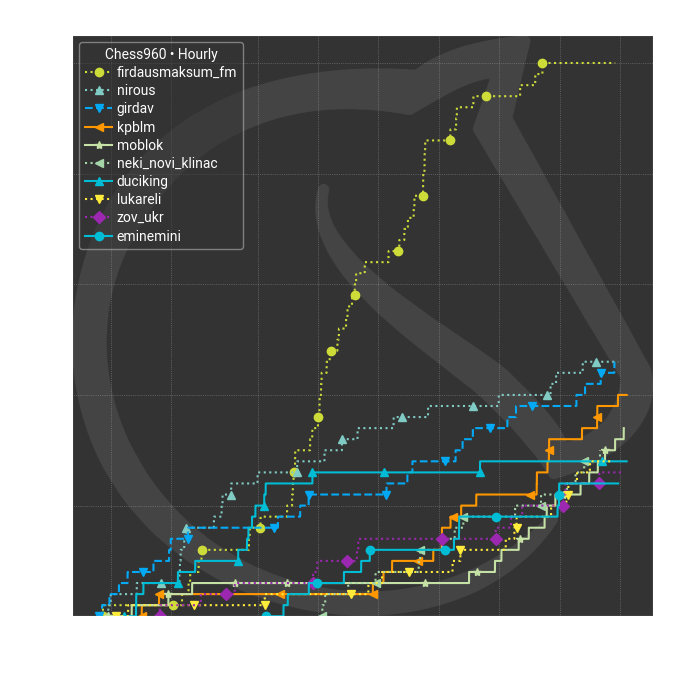 Chess960 • Hourly
firdausmaksum_fm
nirous
girdav
kpblm
moblok
neki_novi_klinac
duciking
lukareli
zov_ukr
eminemini